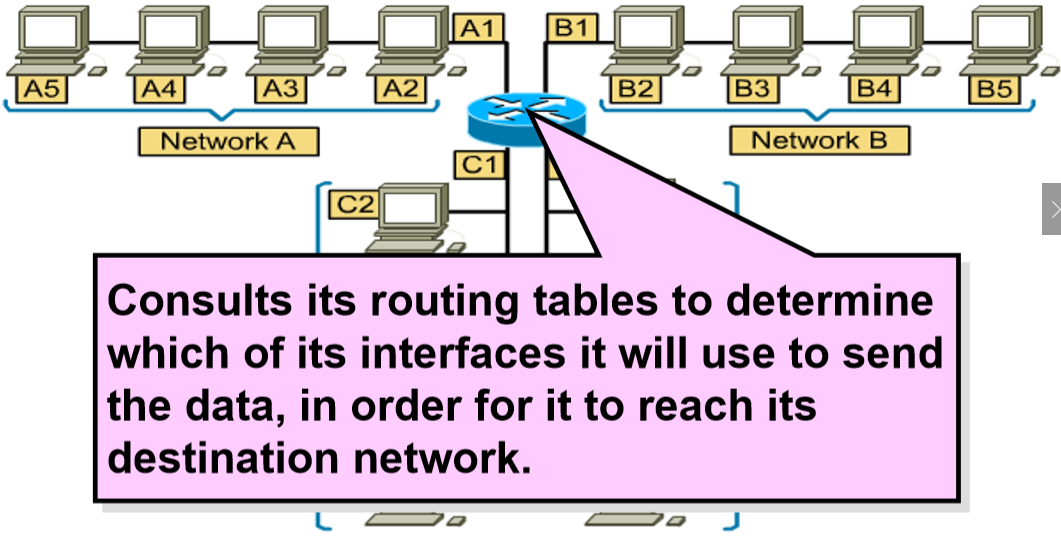 A1 B1
A5 A4 A3 A2 B2 B3 B4 B5
Network A Network B
C1
C2
Consults its routing tables to determine
which of its interfaces it will use to send
the data, in order for it to reach its
destination network.